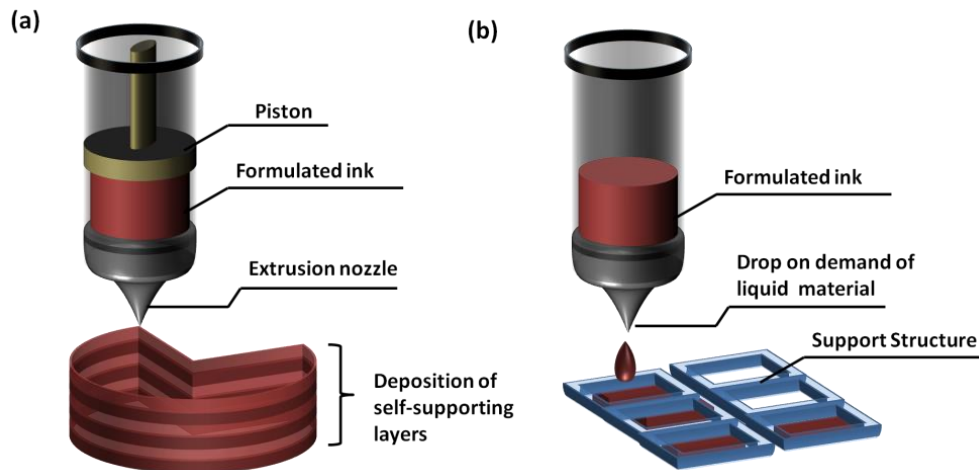 (a)
Piston
Formulated ink
Extrusion nozzle
Deposition of
self-supporting
layers
(b)
Formulated ink
Drop on demand of
liquid material
Support Structure